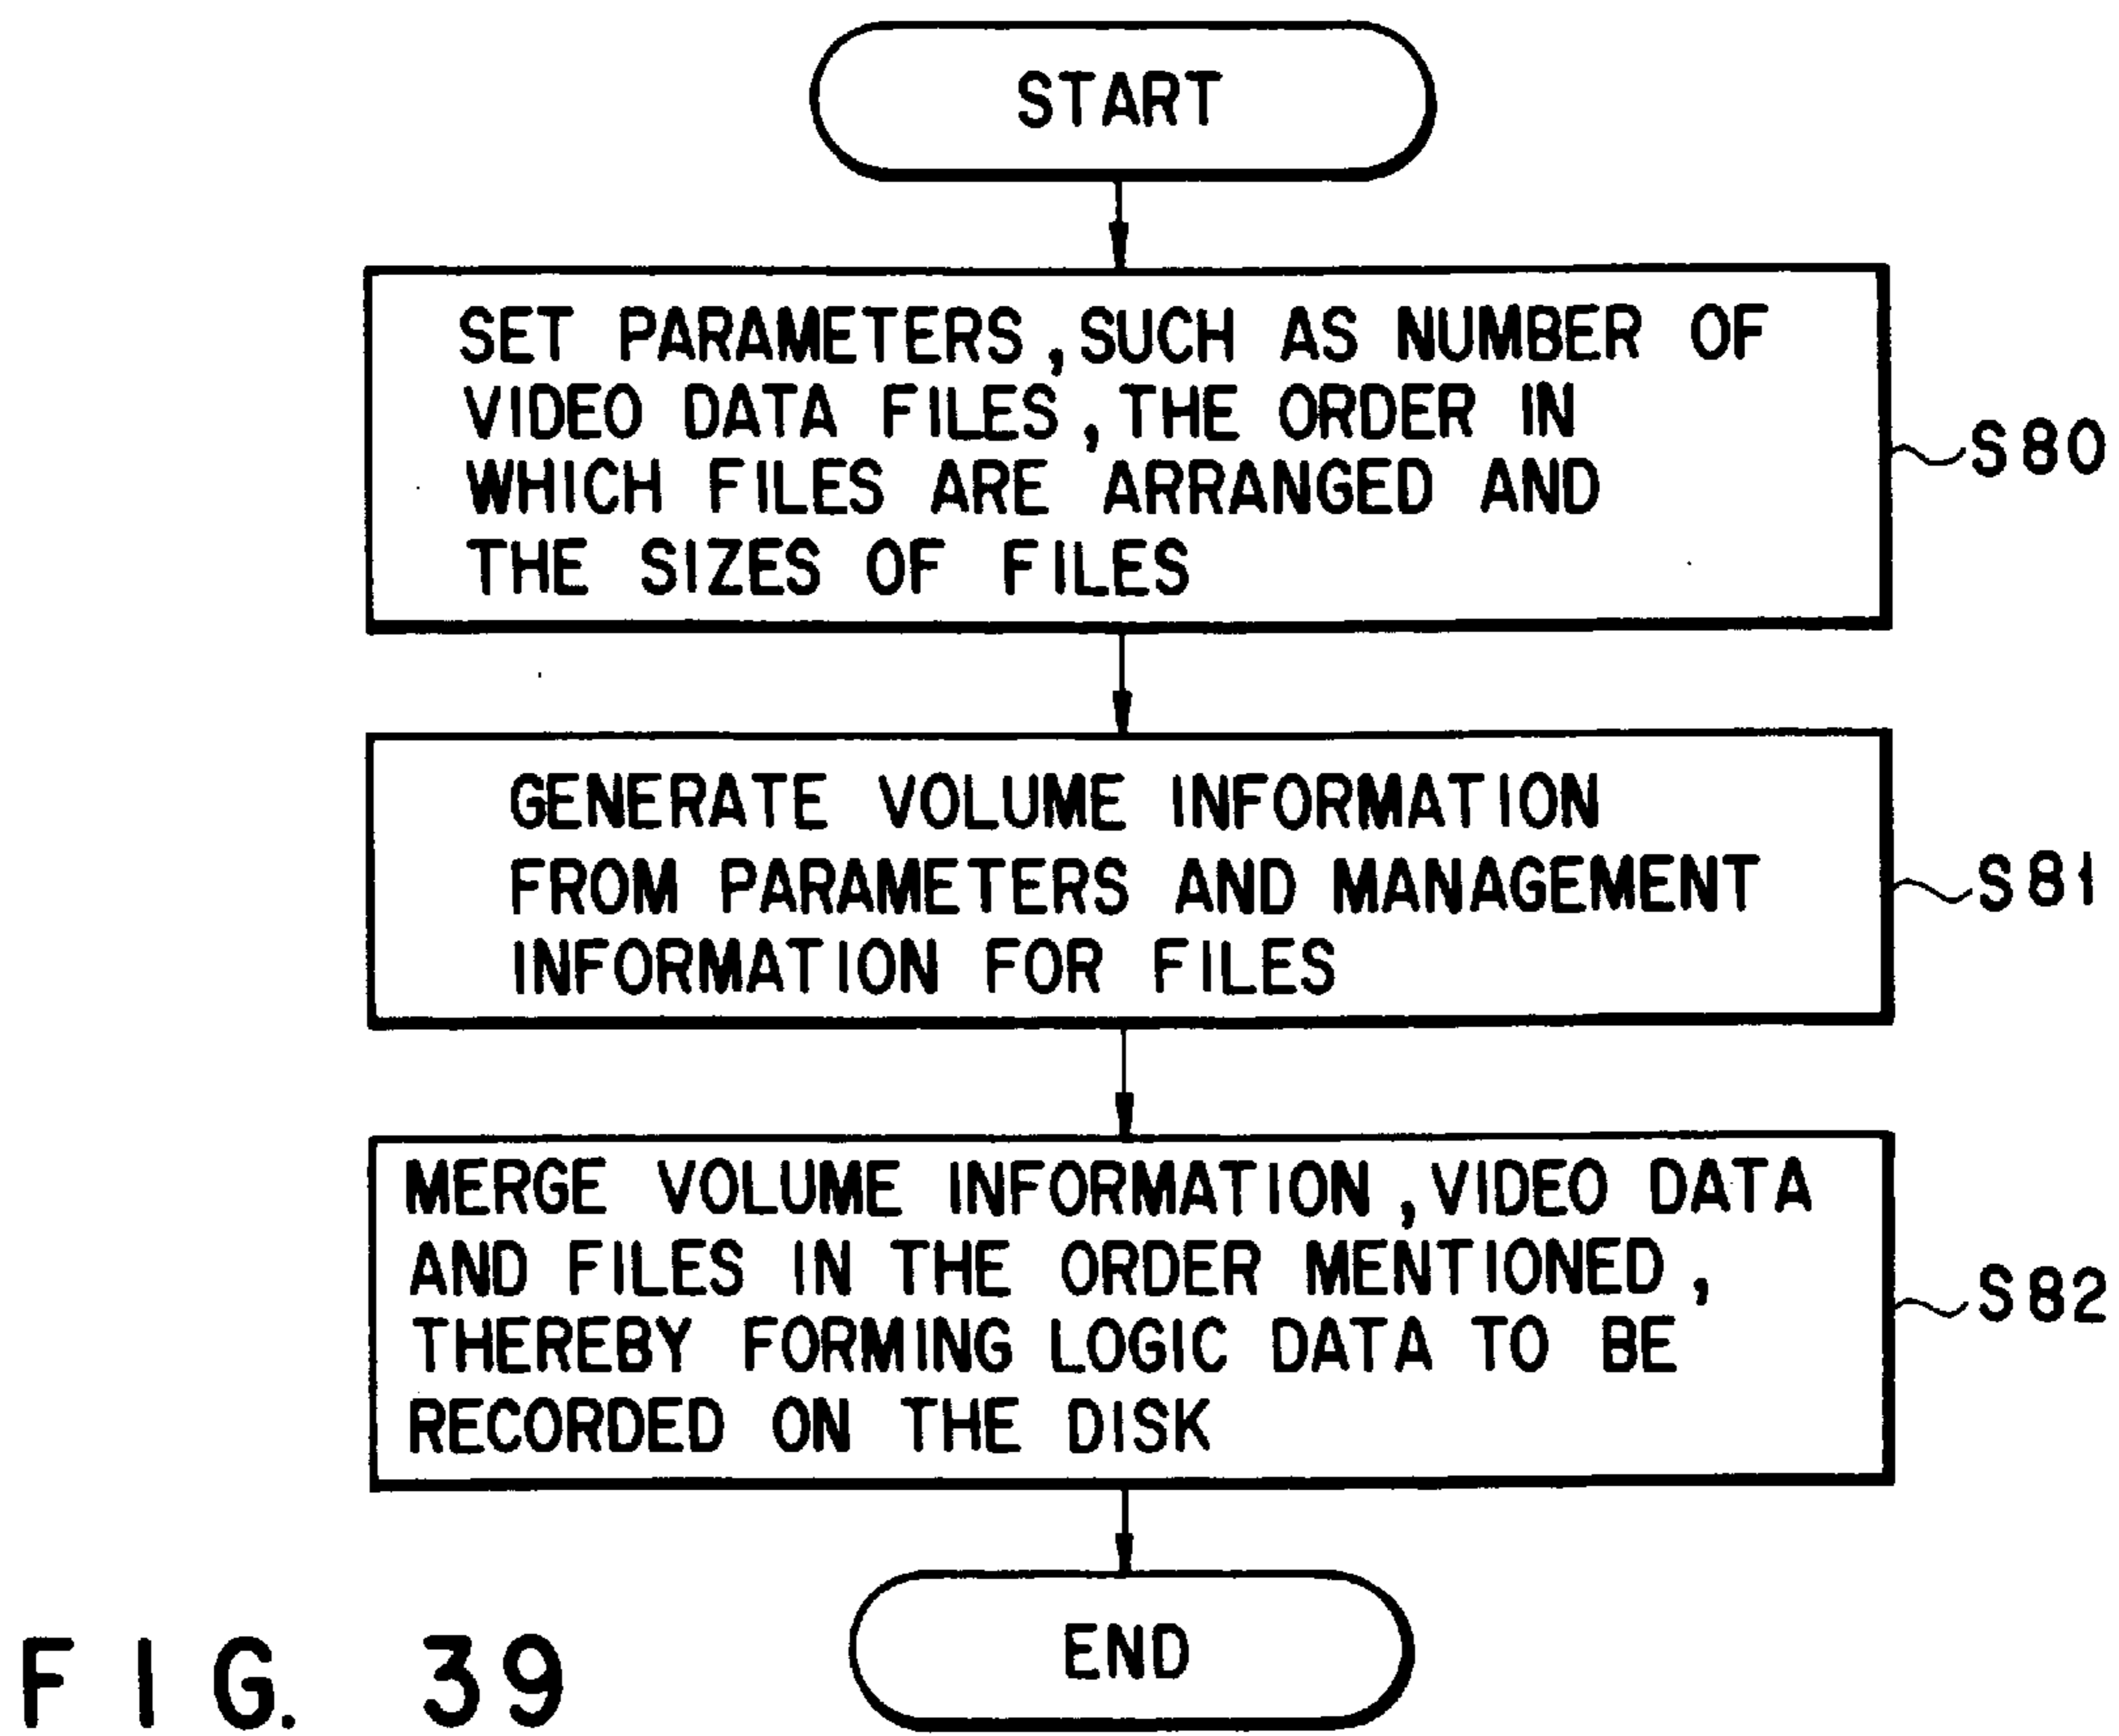 START
SET PARAMETERS, SUCH AS NUMBER OF
VIDEO DATA FILES, THE ORDER IN
WHICH FILES ARE ARRANGED AND
THE SIZES OF FILES
S80
GENERATE VOLUME INFORMATION
FROM PARAMETERS AND MANAGEMENT
INFORMATION FOR FILES
S81
MERGE VOLUME INFORMATION, VIDEO DATA
AND FILES IN THE ORDER MENTIONED,
THEREBY FORMING LOGIC DATA TO BE
RECORDED ON THE DISK
S82
END
FIG. 39